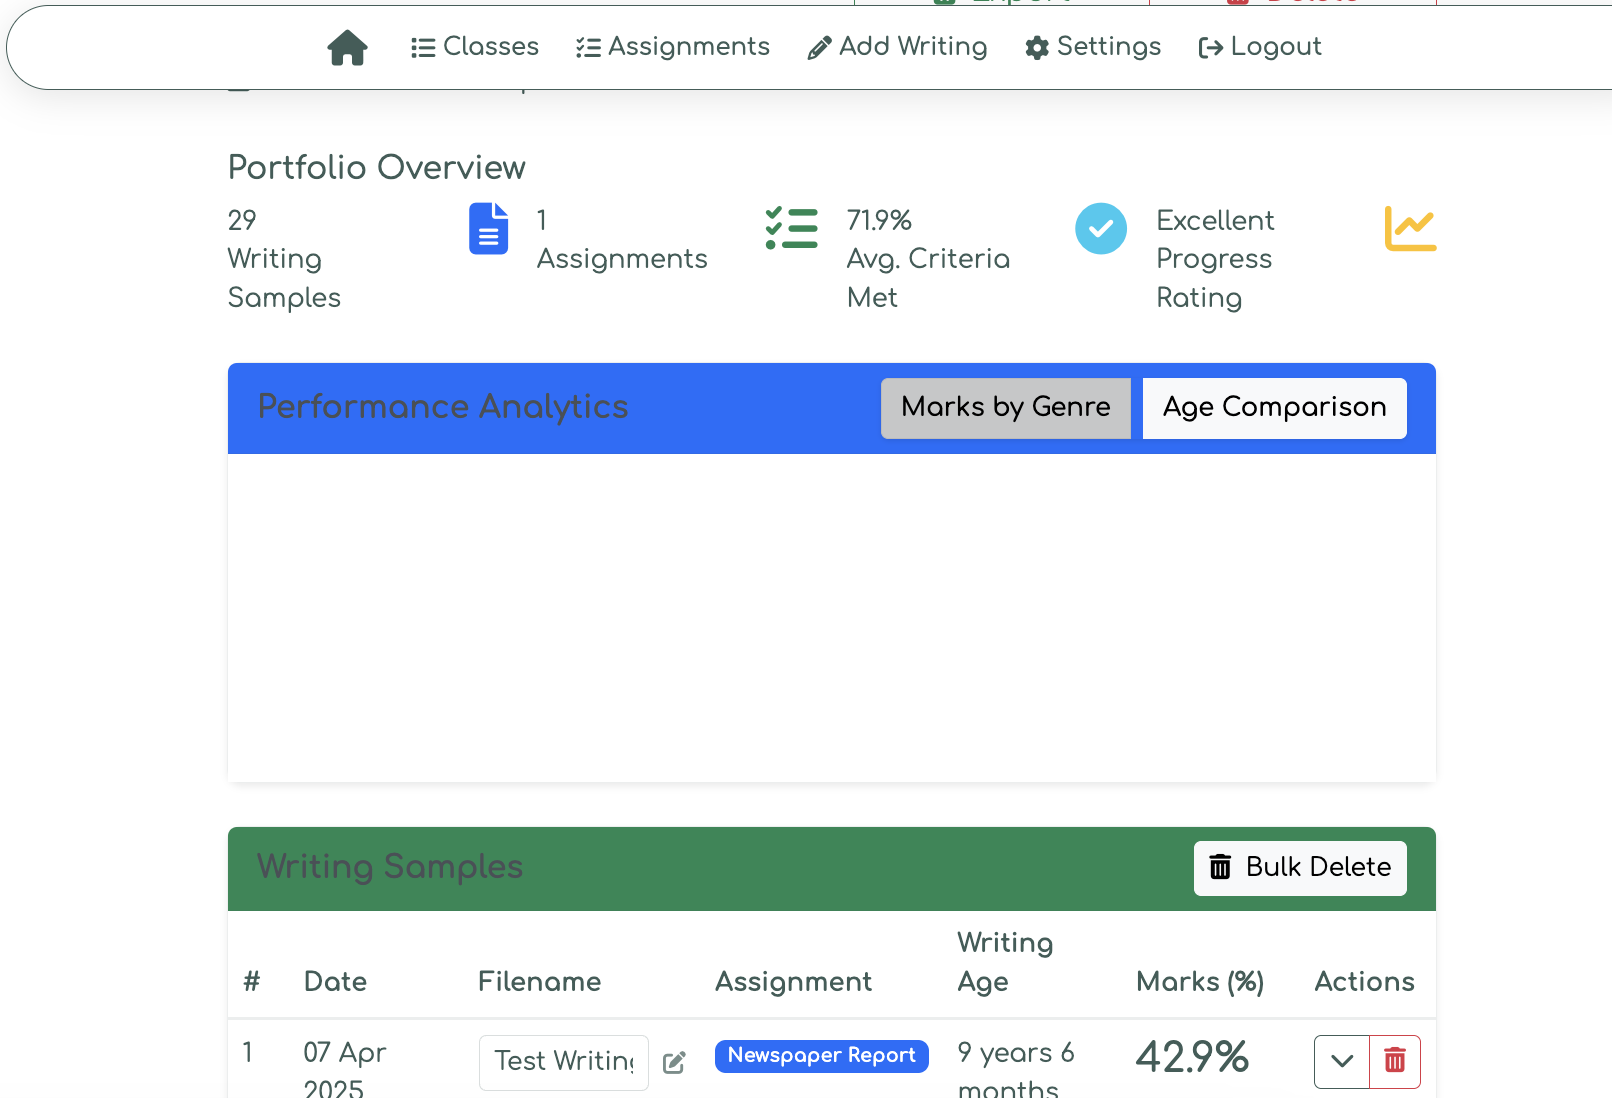 Classes Assignments Add Writing Settings Logout
Portfolio Overview
29
Writing
Samples
1
Assignments
71.9%
Avg. Criteria
Met
Excellent
Progress
Rating
Performance Analytics Marks by Genre Age Comparison
Writing Samples Bulk Delete
# Date Filename Assignment Writing Age Marks (%) Actions
1 07 Apr 2025 Test Writing Newspaper Report 9 years 6 months 42.9%